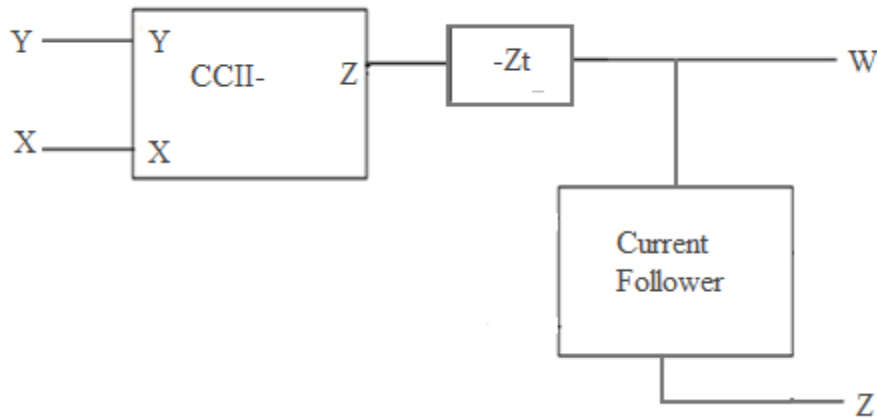 Y
Y
CCII-
Z
-Zt
W
X
X
Current
Follower
Z